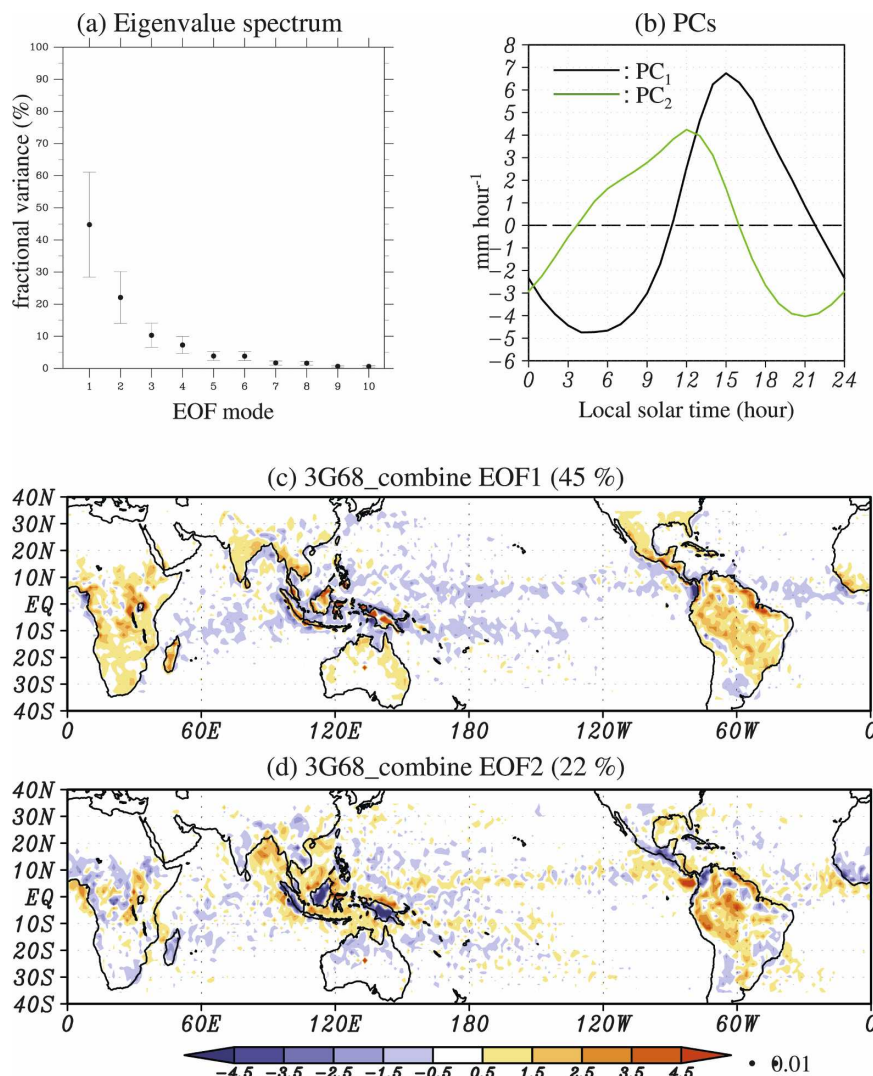 (a) Eigenvalue spectrum
100
90
80
70
60
50
40
30
20
10
0
fractional variance (%)
1 2 3 4 5 6 7 8 9 10
EOF mode
(b) PCs
8
7
6
5
4
3
2
1
0
-1
-2
-3
-4
-5
-6
mm hour⁻¹
: PC₁
: PC₂
0 3 6 9 12 15 18 21 24
Local solar time (hour)
(c) 3G68_combine EOF1 (45 %)
40N
30N
20N
10N
EQ
10S
20S
30S
40S
0 60E 120E 180 120W 60W 0
(d) 3G68_combine EOF2 (22 %)
40N
30N
20N
10N
EQ
10S
20S
30S
40S
0 60E 120E 180 120W 60W 0
-4.5 -3.5 -2.5 -1.5 -0.5 0.5 1.5 2.5 3.5 4.5
0.01